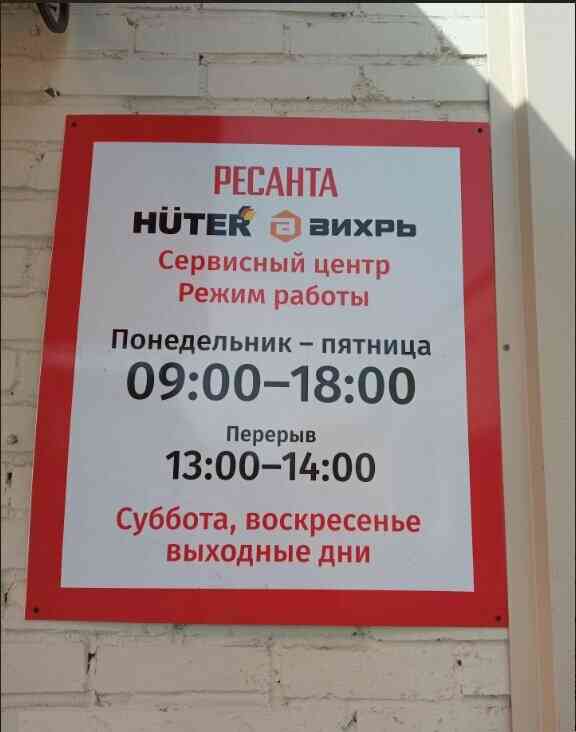 РЕСАНТА
HÜTER ВИХРЬ
Сервисный центр
Режим работы
Понедельник – пятница
09:00–18:00
Перерыв
13:00–14:00
Суббота, воскресенье
выходные дни